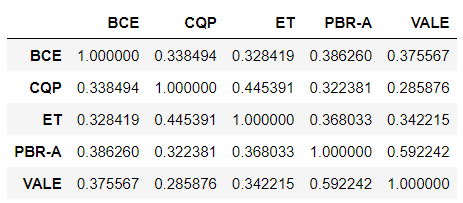 BCE CQP ET PBR-A VALE
BCE 1.000000 0.338494 0.328419 0.386260 0.375567
CQP 0.338494 1.000000 0.445391 0.322381 0.285876
ET 0.328419 0.445391 1.000000 0.368033 0.342215
PBR-A 0.386260 0.322381 0.368033 1.000000 0.592242
VALE 0.375567 0.285876 0.342215 0.592242 1.000000